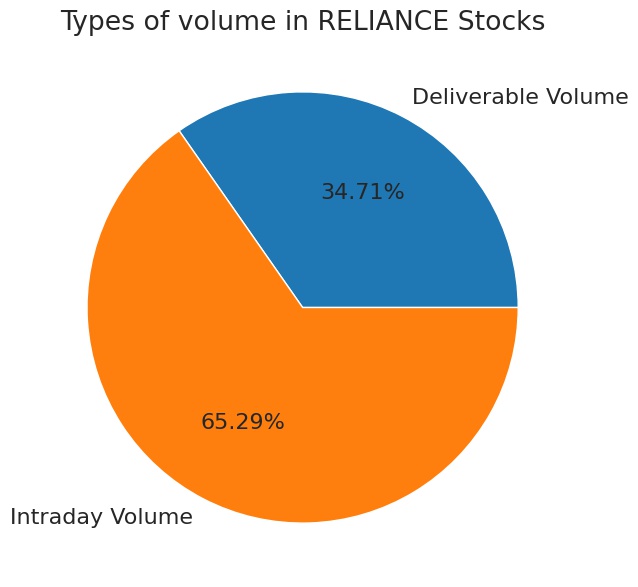 Types of volume in RELIANCE Stocks
Deliverable Volume
34.71%
65.29%
Intraday Volume